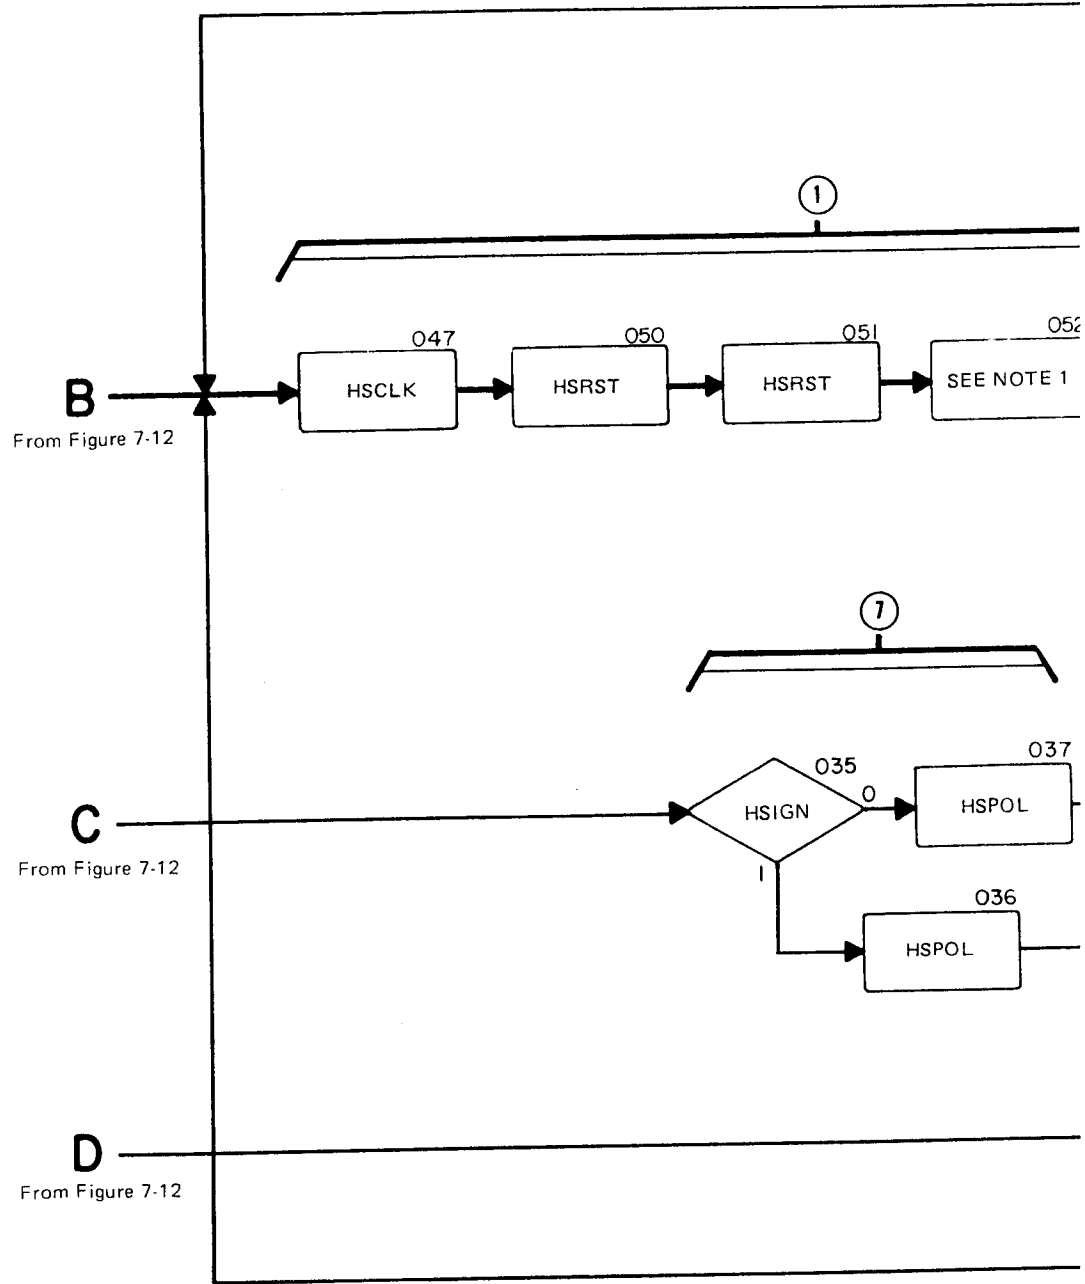 1
047
050
051
052
HSCLK
HSRST
HSRST
SEE NOTE 1
B
From Figure 7-12
7
035
037
HSIGN
0
HSPOL
C
From Figure 7-12
1
036
HSPOL
D
From Figure 7-12